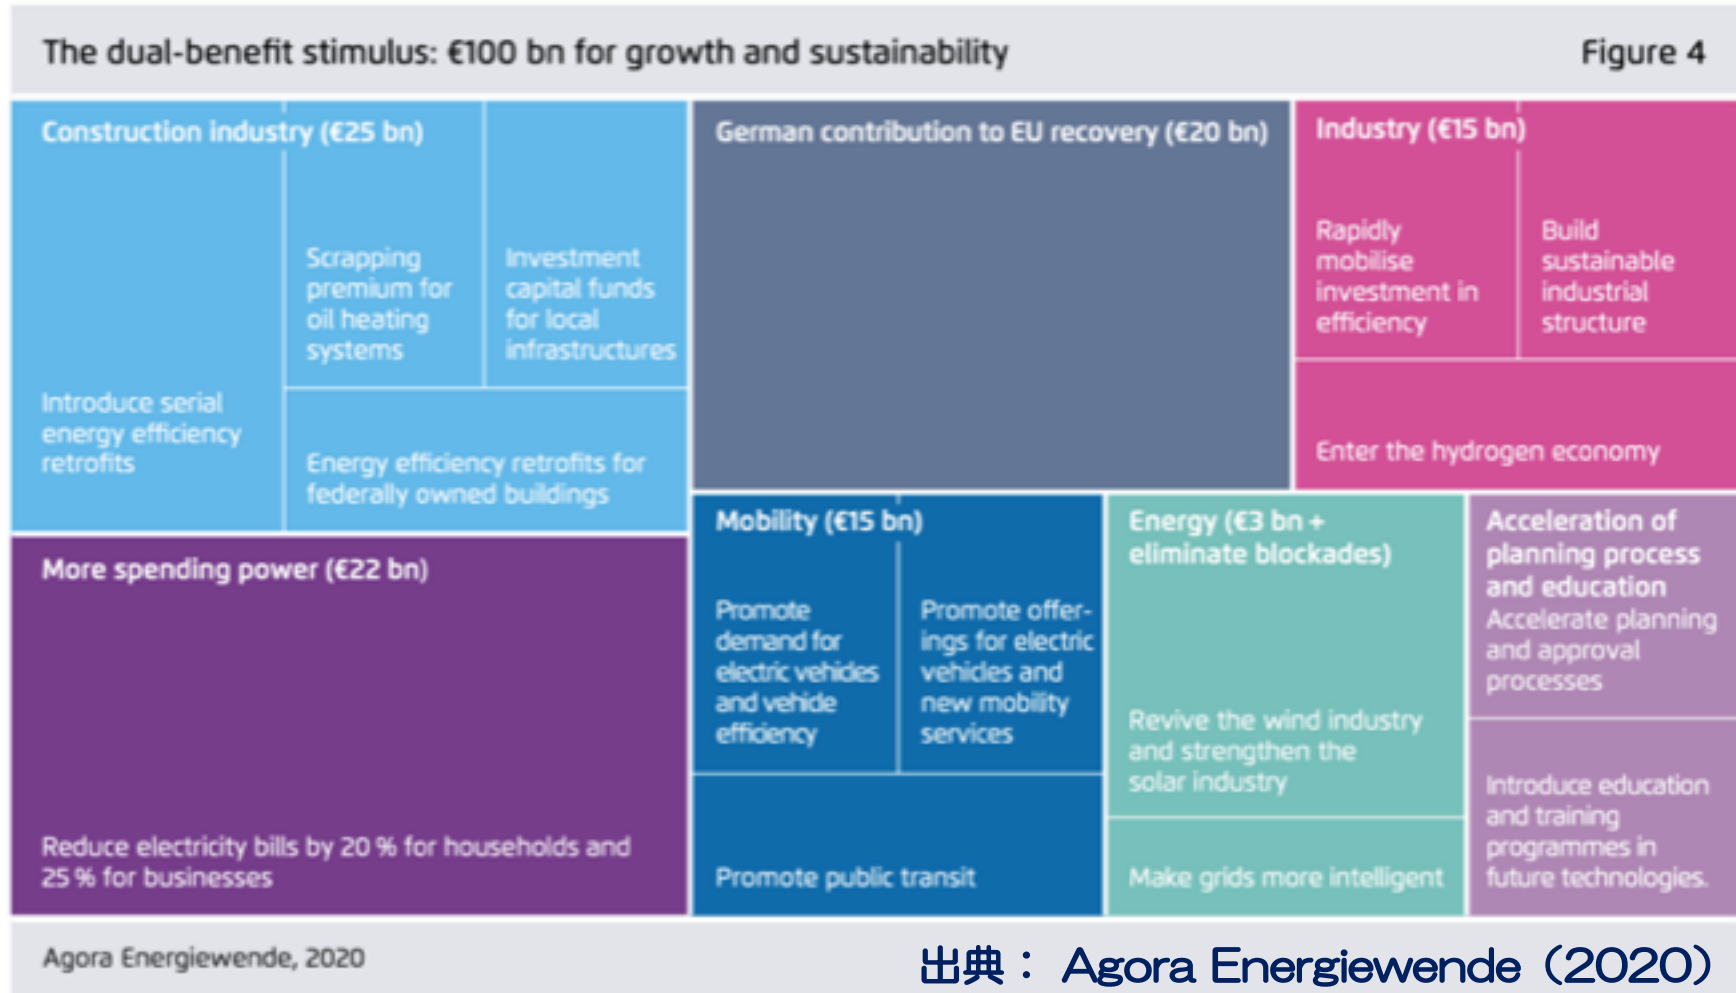 The dual-benefit stimulus: €100 bn for growth and sustainability
Figure 4
Construction industry (€25 bn)
Introduce serial
energy efficiency
retrofits
Scrapping
premium for
oil heating
systems
Investment
capital funds
for local
infrastructures
Energy efficiency retrofits for
federally owned buildings
More spending power (€22 bn)
Reduce electricity bills by 20 % for households and
25 % for businesses
German contribution to EU recovery (€20 bn)
Industry (€15 bn)
Rapidly
mobilise
investment in
efficiency
Build
sustainable
industrial
structure
Enter the hydrogen economy
Mobility (€15 bn)
Promote
demand for
electric vehicles
and vehicle
efficiency
Promote offer-
ings for electric
vehicles and
new mobility
services
Promote public transit
Energy (€3 bn +
eliminate blockades)
Revive the wind industry
and strengthen the
solar industry
Make grids more intelligent
Acceleration of
planning process
and education
Accelerate planning
and approval
processes
Introduce education
and training
programmes in
future technologies.
Agora Energiewende, 2020
出典： Agora Energiewende（2020）